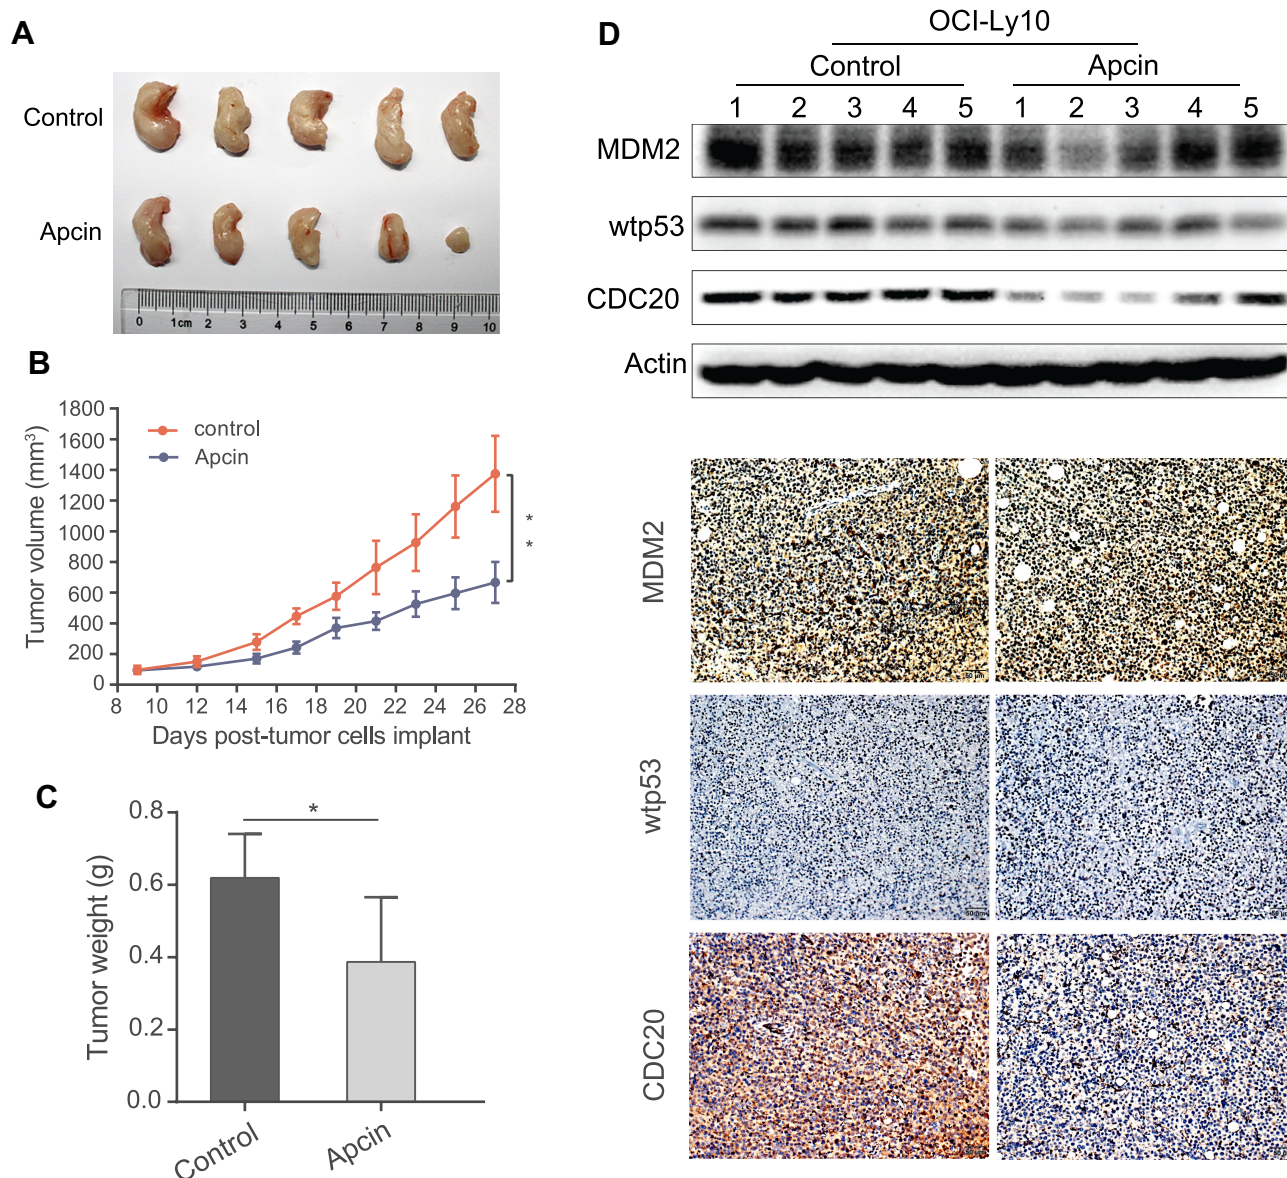 A
Control
Apcin
0 1cm 2 3 4 5 6 7 8 9 10
B
Tumor volume (mm³)
1800
1600
1400
1200
1000
800
600
400
200
0
control
Apcin
*
*
8 10 12 14 16 18 20 22 24 26 28
Days post-tumor cells implant
C
Tumor weight (g)
0.8
0.6
0.4
0.2
0.0
*
Control
Apcin
D
OCI-Ly10
Control Apcin
1 2 3 4 5 1 2 3 4 5
MDM2
wtp53
CDC20
Actin
MDM2
wtp53
50 μm
CDC20